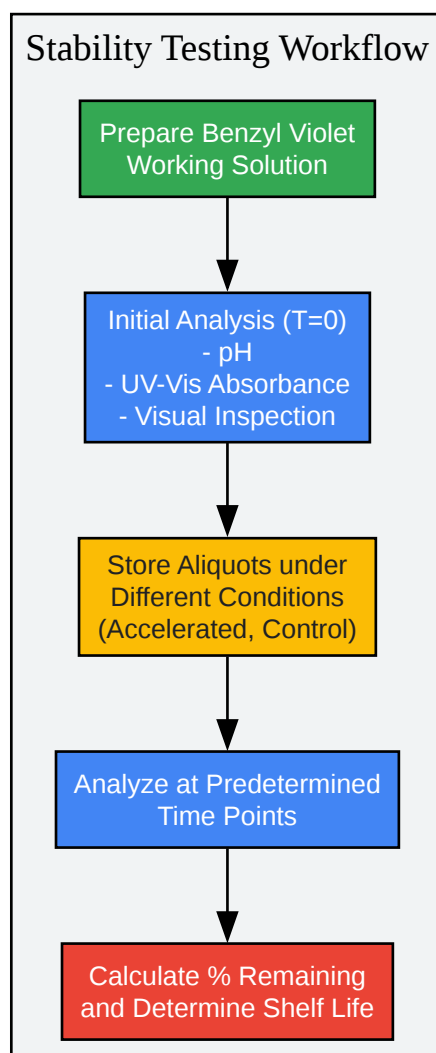 Stability Testing Workflow
Prepare Benzyl Violet
Working Solution
Initial Analysis (T=0)
- pH
- UV-Vis Absorbance
- Visual Inspection
Store Aliquots under
Different Conditions
(Accelerated, Control)
Analyze at Predetermined
Time Points
Calculate % Remaining
and Determine Shelf Life